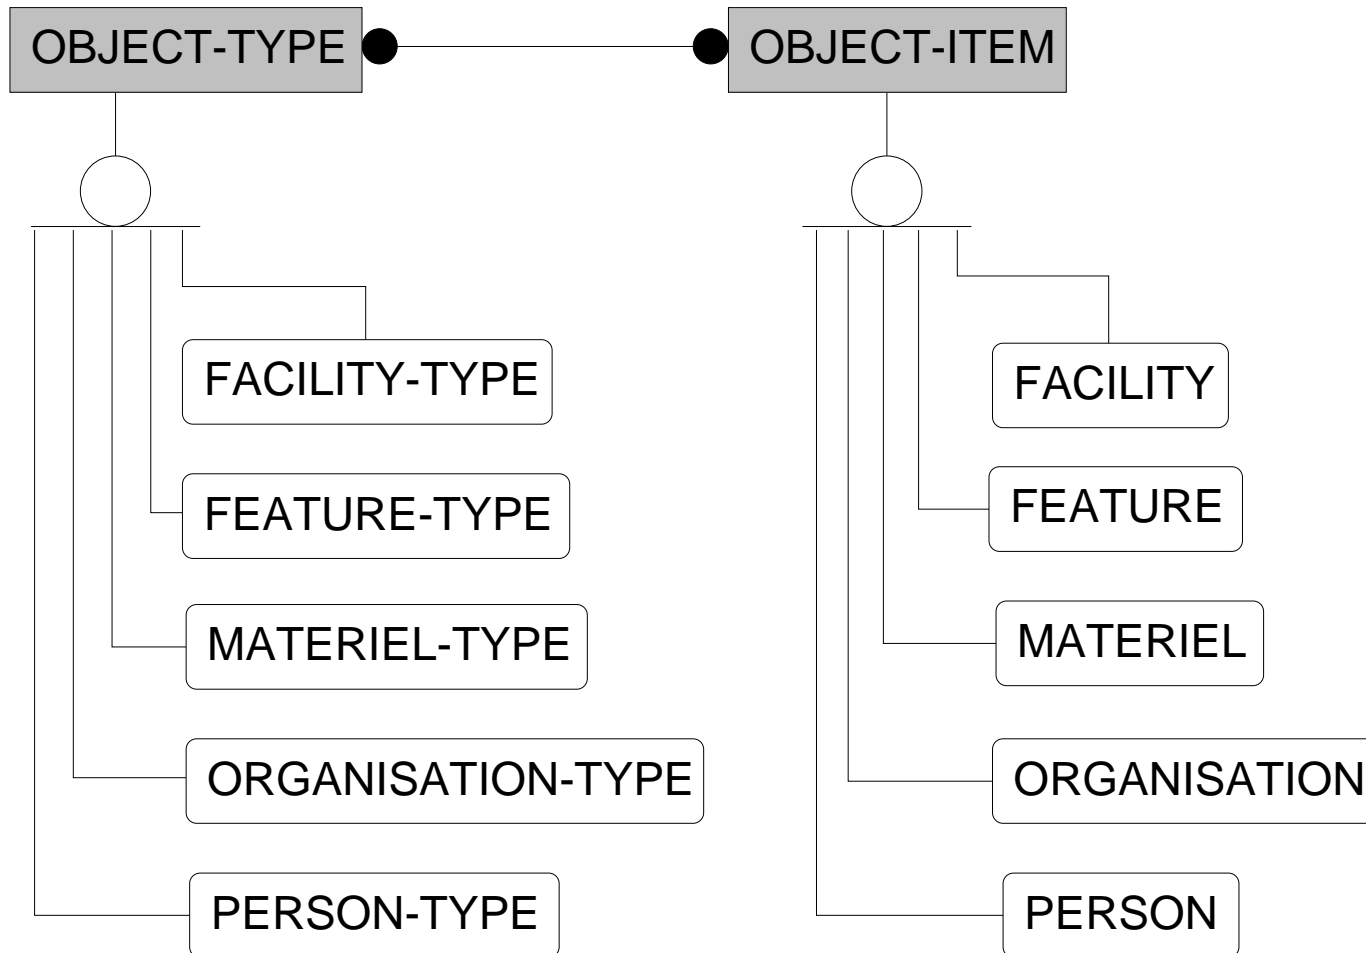 OBJECT-TYPE
OBJECT-ITEM
FACILITY-TYPE
FACILITY
FEATURE-TYPE
FEATURE
MATERIEL-TYPE
MATERIEL
ORGANISATION-TYPE
ORGANISATION
PERSON-TYPE
PERSON